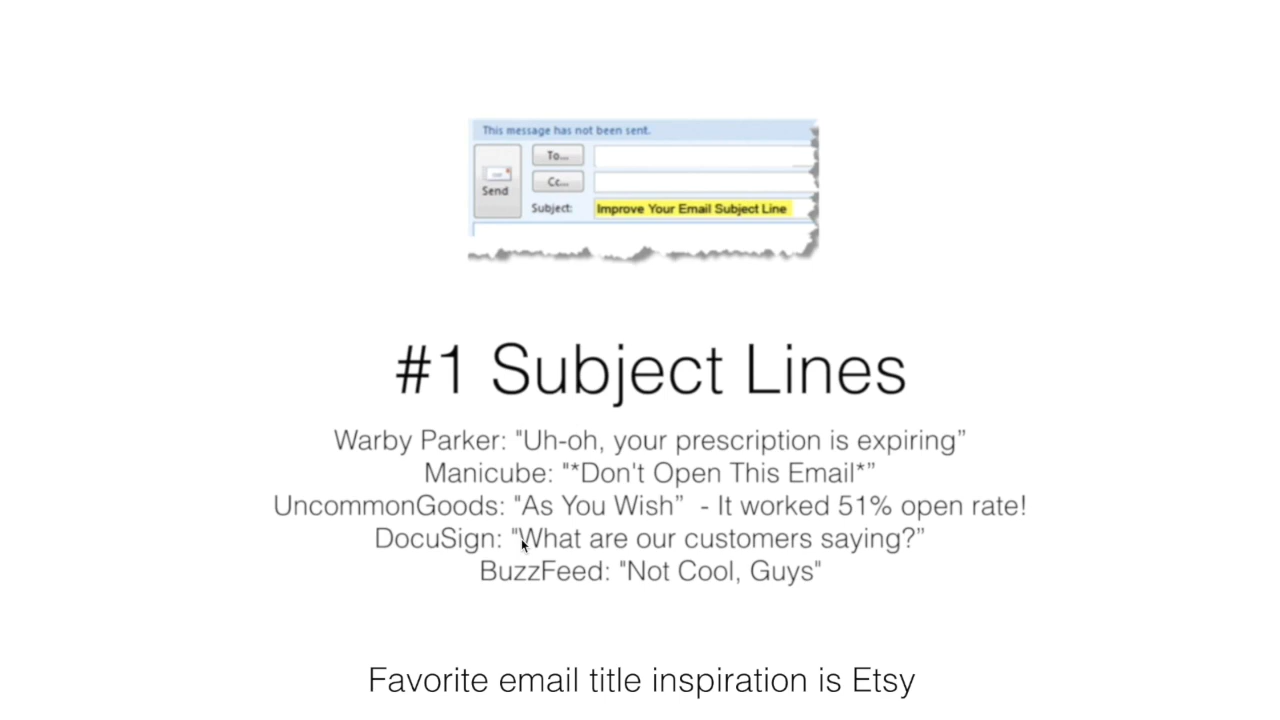 This message has not been sent.
To...
Cc...
Send
Subject: Improve Your Email Subject Line
#1 Subject Lines
Warby Parker: "Uh-oh, your prescription is expiring”
Manicube: "*Don't Open This Email*”
UncommonGoods: "As You Wish”  - It worked 51% open rate!
DocuSign: "What are our customers saying?”
BuzzFeed: "Not Cool, Guys"
Favorite email title inspiration is Etsy